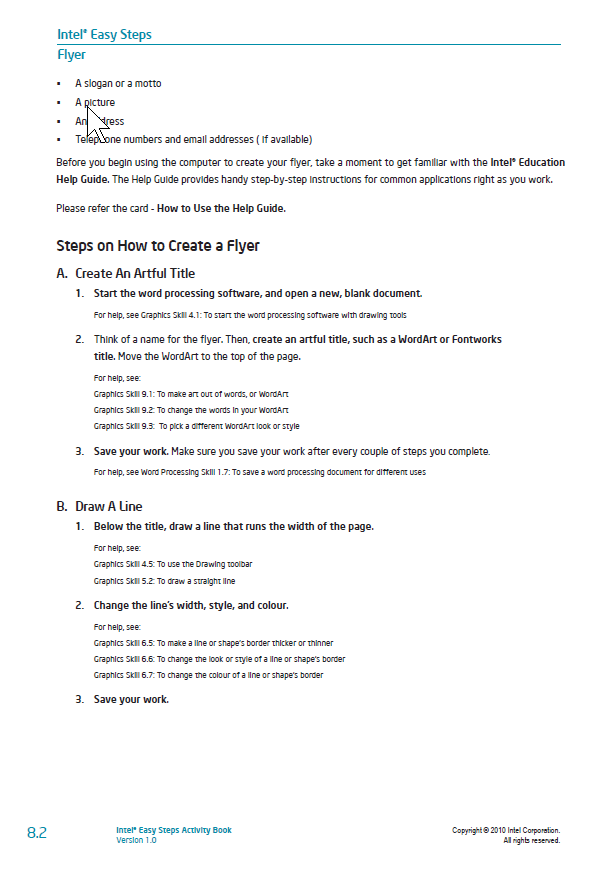 Intel® Easy Steps
Flyer
▪ A slogan or a motto
▪ A picture
▪ An
▪ numbers and email addresses ( if available)
Before you begin using the computer to create your flyer, take a moment to get familiar with the Intel® Education
Help Guide. The Help Guide provides handy step-by-step instructions for common applications right as you work.
Please refer the card - How to Use the Help Guide.
Steps on How to Create a Flyer
A. Create An Artful Title
1. Start the word processing software, and open a new, blank document.
For help, see Graphics Skill 4.1: To start the word processing software with drawing tools
2. Think of a name for the flyer. Then, create an artful title, such as a WordArt or Fontworks
title. Move the WordArt to the top of the page.
For help, see:
Graphics Skill 9.1: To make art out of words, or WordArt
Graphics Skill 9.2: To change the words in your WordArt
Graphics Skill 9.3: To pick a different WordArt look or style
3. Save your work. Make sure you save your work after every couple of steps you complete.
For help, see Word Processing Skill 1.7: To save a word processing document for different uses
B. Draw A Line
1. Below the title, draw a line that runs the width of the page.
For help, see:
Graphics Skill 4.5: To use the Drawing toolbar
Graphics Skill 5.2: To draw a straight line
2. Change the line's width, style, and colour.
For help, see:
Graphics Skill 6.5: To make a line or shape's border thicker or thinner
Graphics Skill 6.6: To change the look or style of a line or shape's border
Graphics Skill 6.7: To change the colour of a line or shape's border
3. Save your work.
8.2
Intel® Easy Steps Activity Book
Version 1.0
Copyright © 2010 Intel Corporation.
All rights reserved.